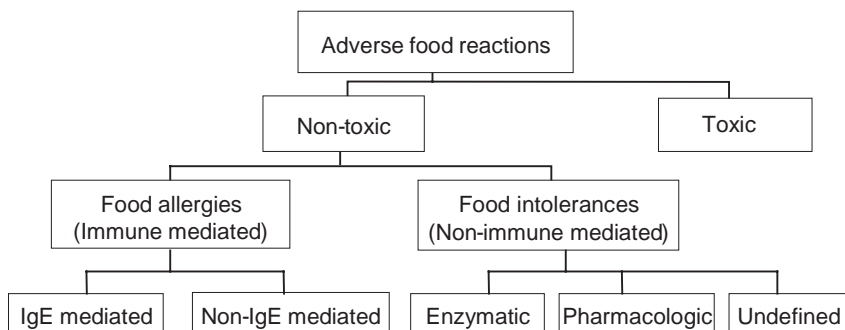 Adverse food reactions
Non-toxic
Toxic
Food allergies
(Immune mediated)
Food intolerances
(Non-immune mediated)
IgE mediated
Non-IgE mediated
Enzymatic
Pharmacologic
Undefined